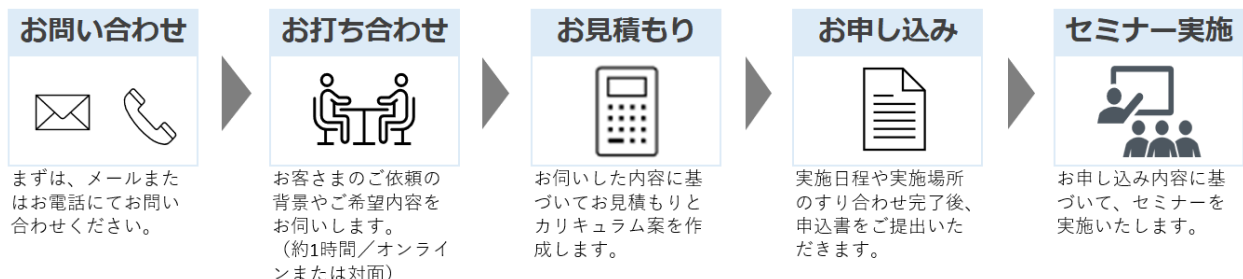 お問い合わせ
まずは、メールまた
はお電話にてお問い
合わせください。
お打ち合わせ
お客さまのご依頼の
背景やご希望内容を
お伺いします。
（約1時間／オンライ
ンまたは対面）
お見積もり
お伺いした内容に基
づいてお見積もりと
カリキュラム案を作
成します。
お申し込み
実施日程や実施場所
のすり合わせ完了後、
申込書をご提出いた
だきます。
セミナー実施
お申し込み内容に基
づいて、セミナーを
実施いたします。